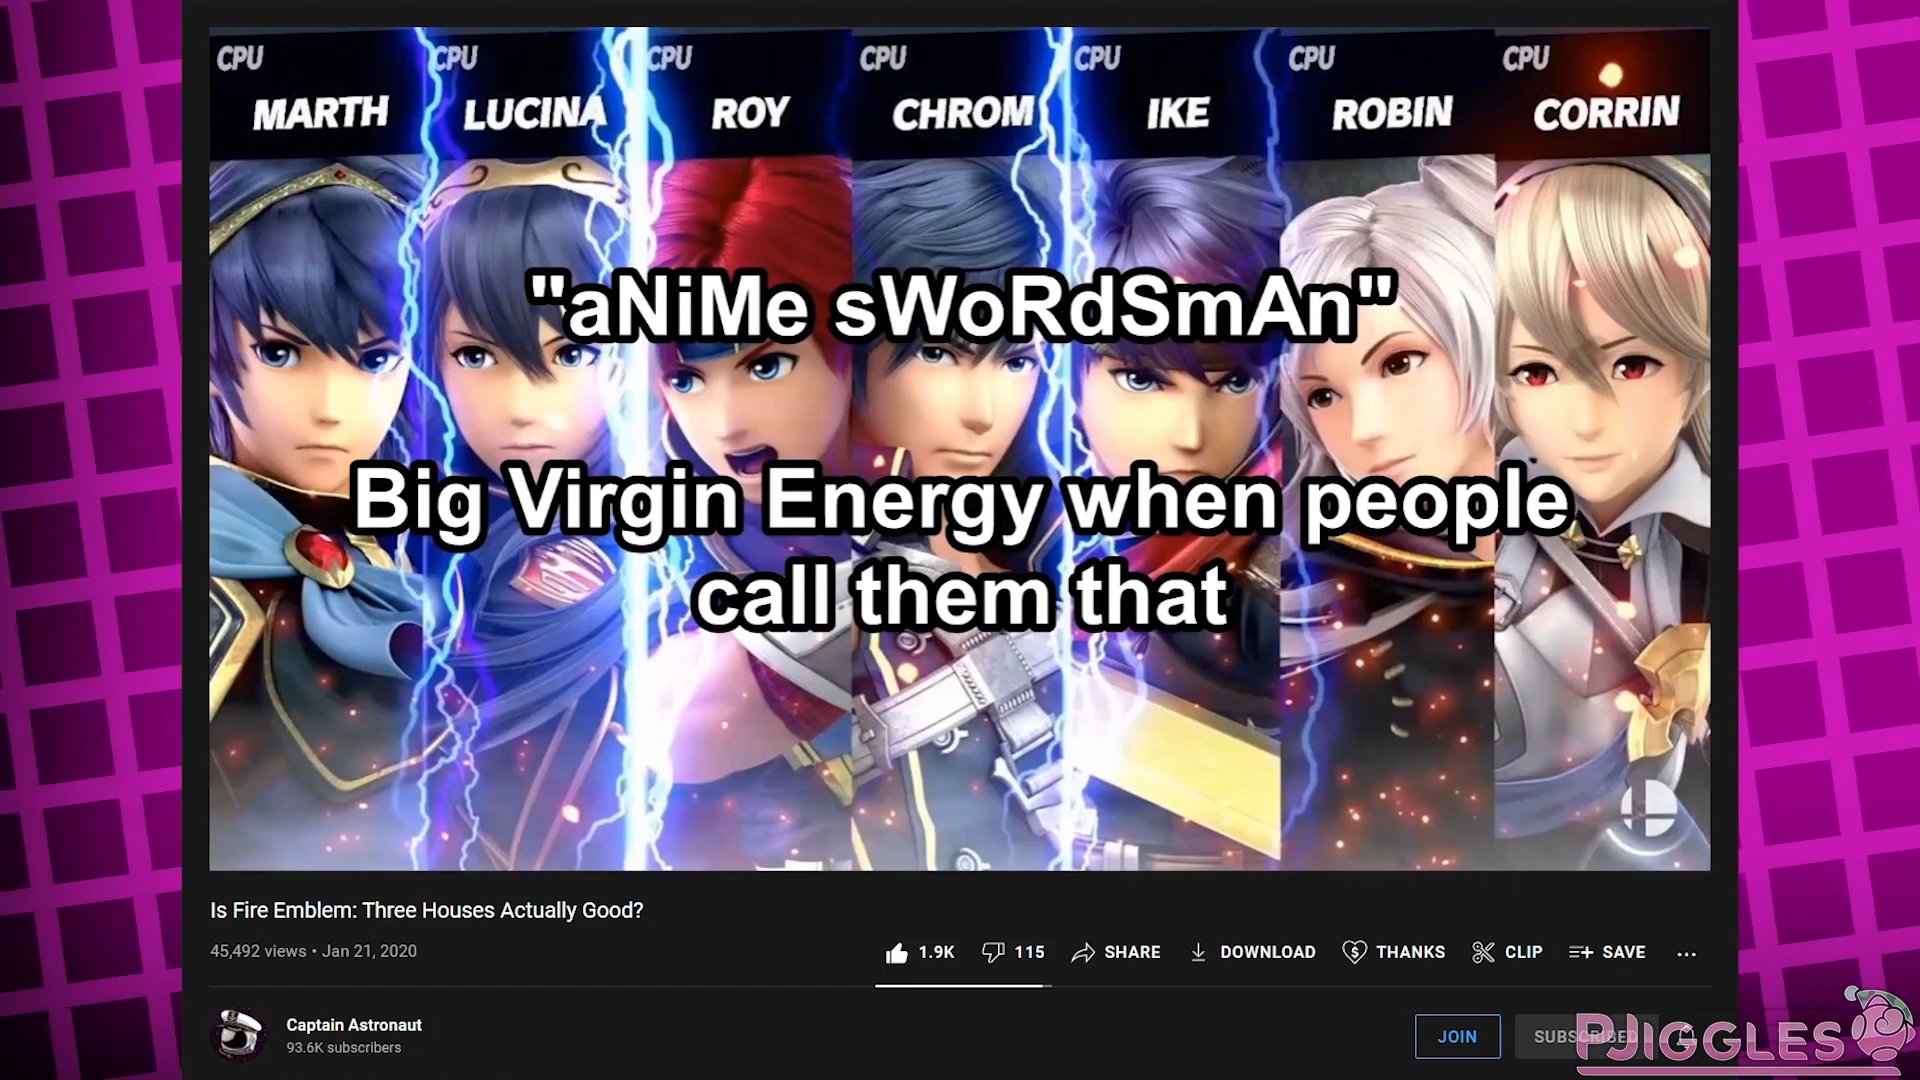 CPU CPU CPU CPU CPU CPU CPU
MARTH LUCINA ROY CHROM IKE ROBIN CORRIN
"aNiMe sWoRdSmAn"
Big Virgin Energy when people
call them that
Is Fire Emblem: Three Houses Actually Good?
45,492 views • Jan 21, 2020
1.9K 115 SHARE DOWNLOAD THANKS CLIP SAVE ...
Captain Astronaut
93.6K subscribers
JOIN SUBSCRIBED
PJIGGLES